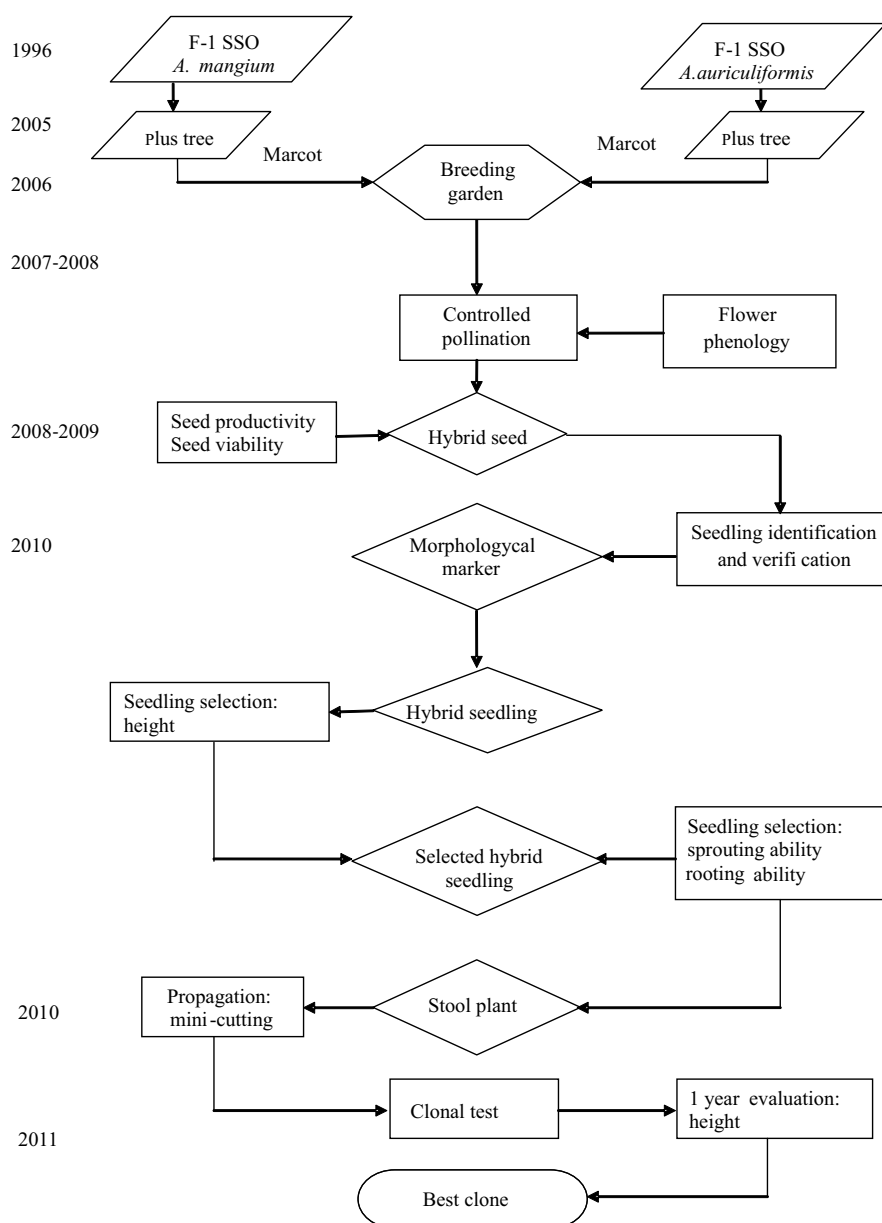 1996
F-1 SSO
A. mangium
F-1 SSO
A.auriculiformis
2005
Plus tree
Marcot
Marcot
Plus tree
2006
Breeding
garden
2007-2008
Controlled
pollination
Flower
phenology
2008-2009
Seed productivity
Seed viability
Hybrid seed
2010
Morphologycal
marker
Seedling identification
and verifi cation
Seedling selection:
height
Hybrid seedling
Selected hybrid
seedling
Seedling selection:
sprouting ability
rooting ability
2010
Propagation:
mini-cutting
Stool plant
Clonal test
1 year evaluation:
height
2011
Best clone